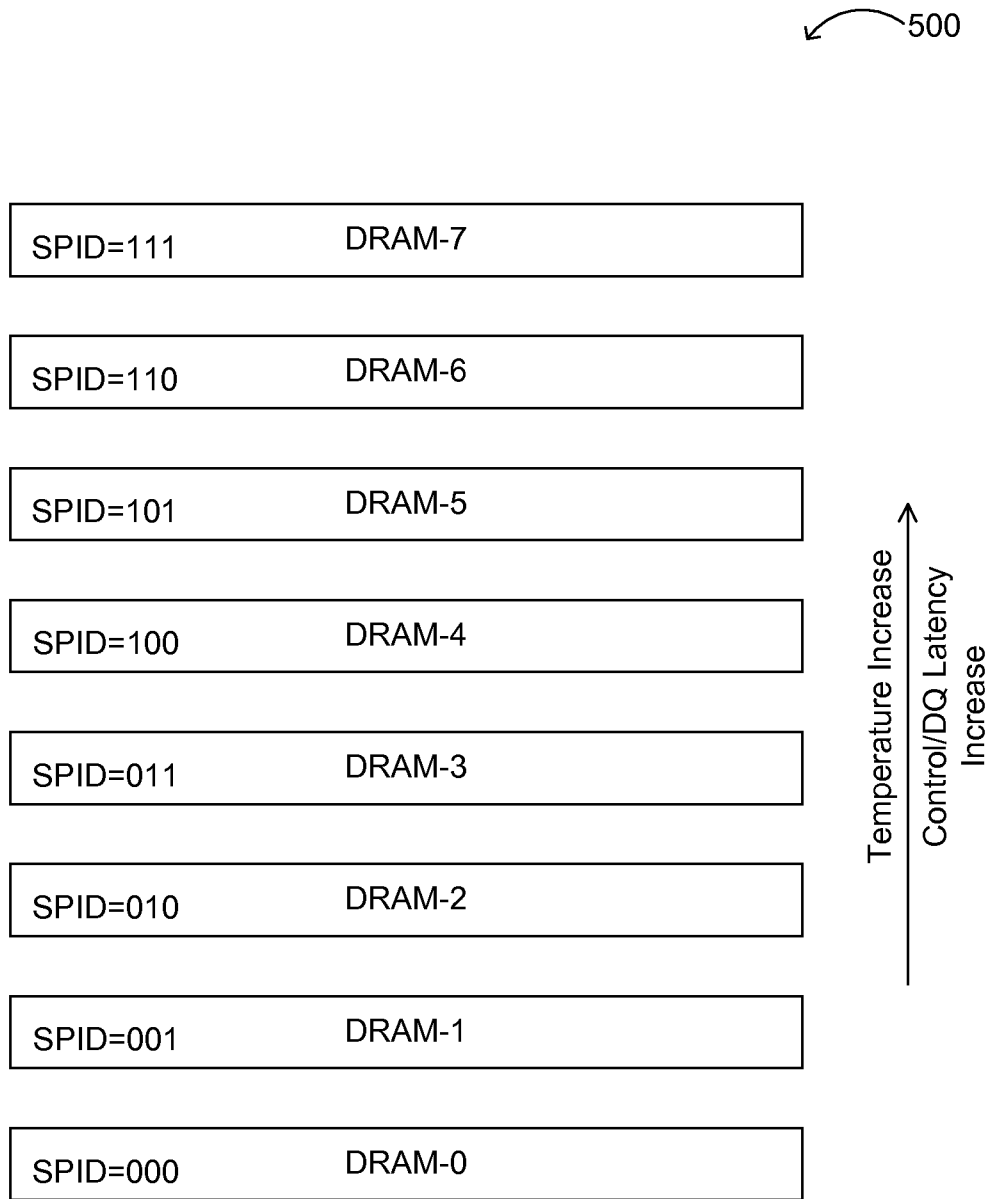 500
SPID=111 DRAM-7
SPID=110 DRAM-6
SPID=101 DRAM-5
SPID=100 DRAM-4
SPID=011 DRAM-3
SPID=010 DRAM-2
SPID=001 DRAM-1
SPID=000 DRAM-0
Temperature Increase
Control/DQ Latency
Increase